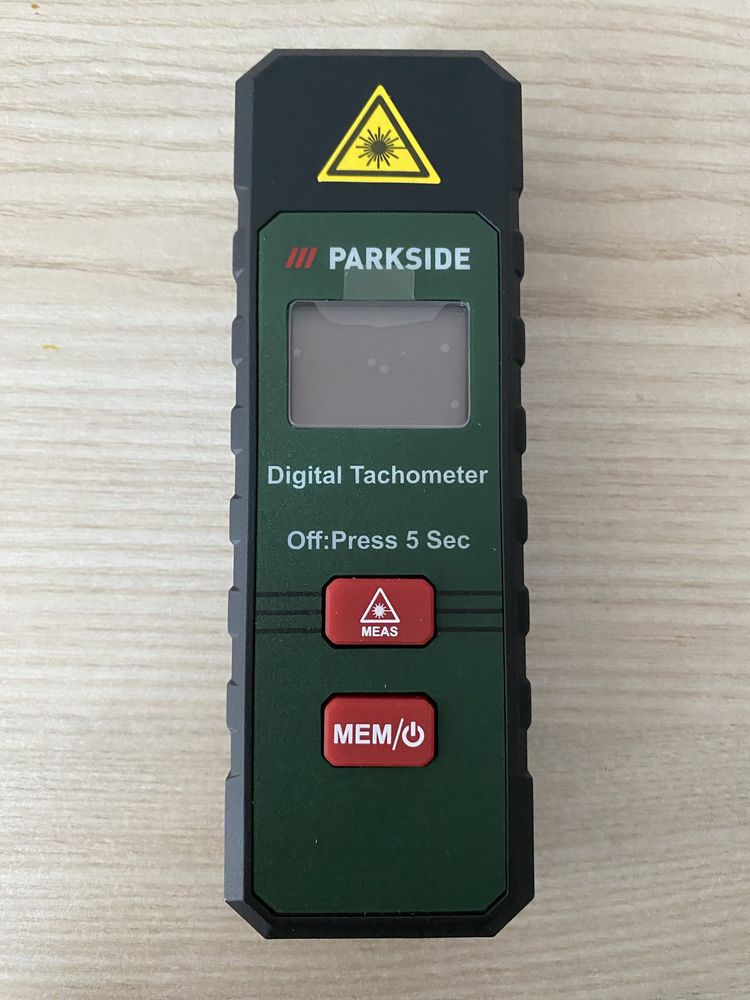 PARKSIDE
Digital Tachometer
Off:Press 5 Sec
MEAS
MEM/